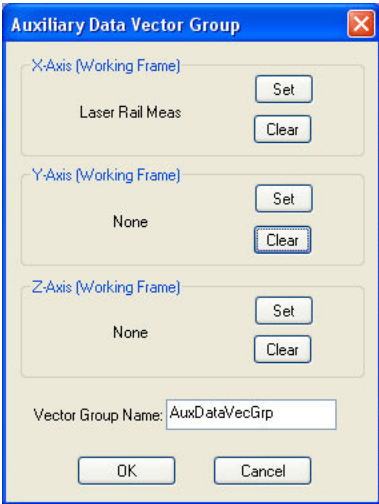 Auxiliary Data Vector Group
X-Axis (Working Frame)
Laser Rail Meas
Set
Clear
Y-Axis (Working Frame)
None
Set
Clear
Z-Axis (Working Frame)
None
Set
Clear
Vector Group Name: AuxDataVecGrp
OK Cancel